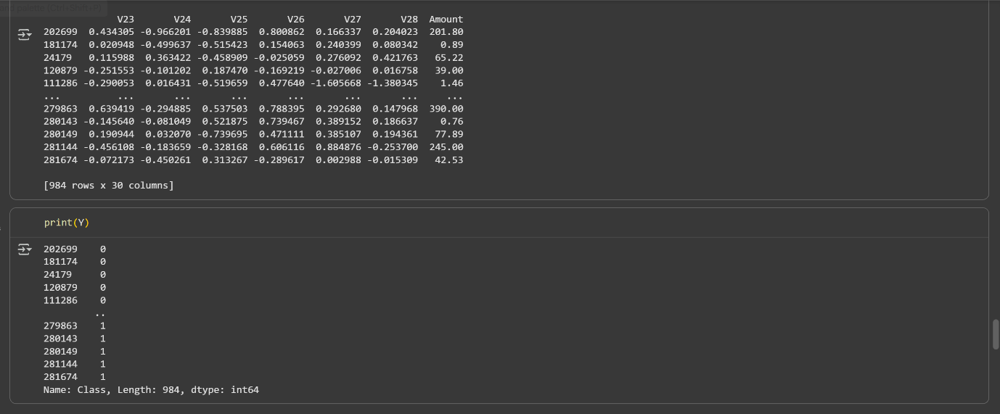 V23 V24 V25 V26 V27 V28 Amount
202699 0.434305 -0.966201 -0.839885 0.800862 0.166337 0.204023 201.80
181174 0.020948 -0.499637 -0.515423 0.154063 0.240399 0.080342 0.89
24179 0.115988 0.363422 -0.458909 -0.025059 0.276092 0.421763 65.22
120879 -0.251553 -0.101202 0.187470 -0.169219 -0.027006 0.016758 39.00
111286 -0.290053 0.016431 -0.519659 0.477640 -1.605668 -1.380345 1.46
... ... ... ... ... ... ... ...
279863 0.639419 -0.294885 0.537503 0.788395 0.292680 0.147968 390.00
280143 -0.145640 -0.081049 0.521875 0.739467 0.389152 0.186637 0.76
280149 0.190944 0.032070 -0.739695 0.471111 0.385107 0.194361 77.89
281144 -0.456108 -0.183659 -0.328168 0.606116 0.884876 -0.253700 245.00
281674 -0.072173 -0.450261 0.313267 -0.289617 0.002988 -0.015309 42.53
[984 rows x 30 columns]
print(Y)
202699 0
181174 0
24179 0
120879 0
111286 0
..
279863 1
280143 1
280149 1
281144 1
281674 1
Name: Class, Length: 984, dtype: int64